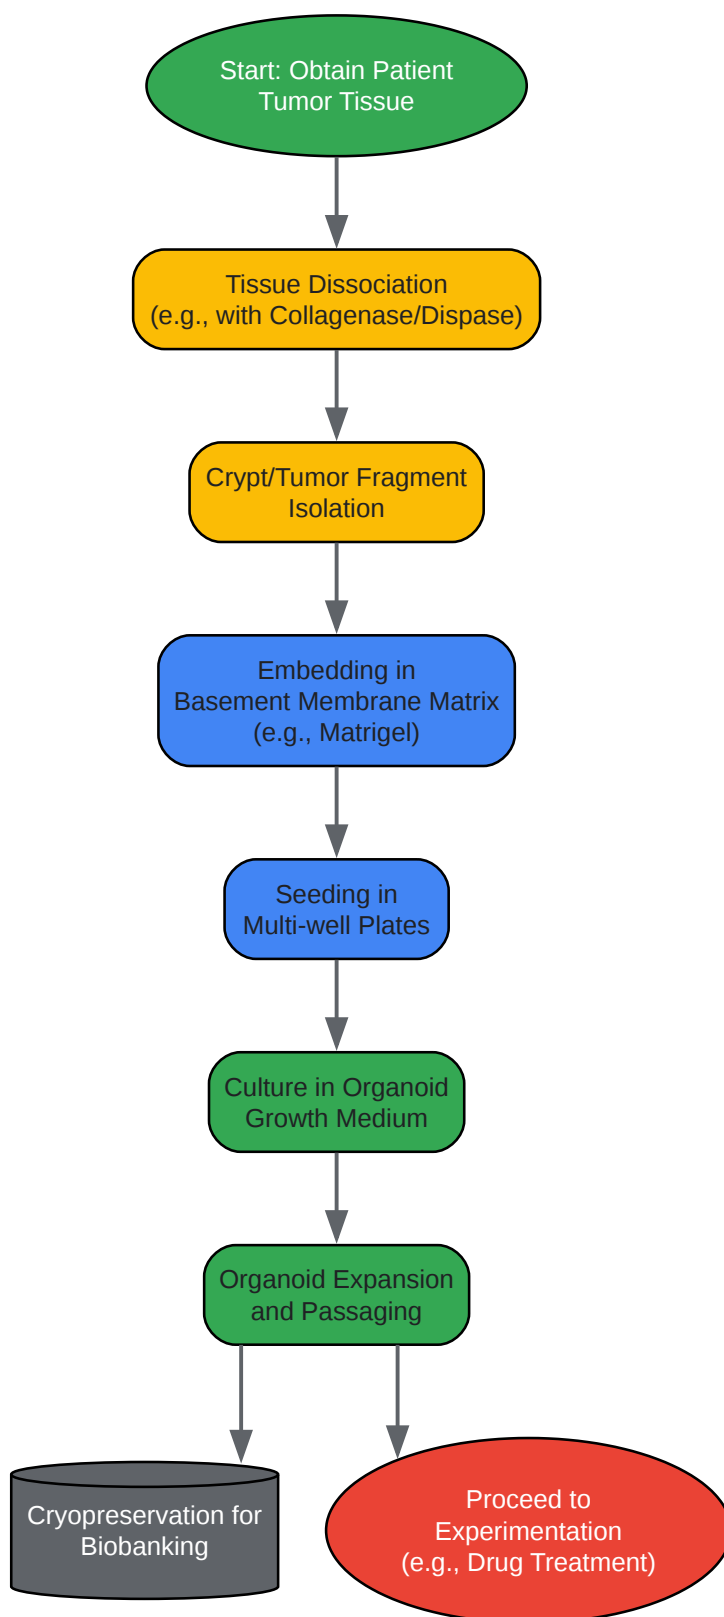 Start: Obtain Patient
Tumor Tissue
Tissue Dissociation
(e.g., with Collagenase/Dispase)
Crypt/Tumor Fragment
Isolation
Embedding in
Basement Membrane Matrix
(e.g., Matrigel)
Seeding in
Multi-well Plates
Culture in Organoid
Growth Medium
Organoid Expansion
and Passaging
Cryopreservation for
Biobanking
Proceed to
Experimentation
(e.g., Drug Treatment)